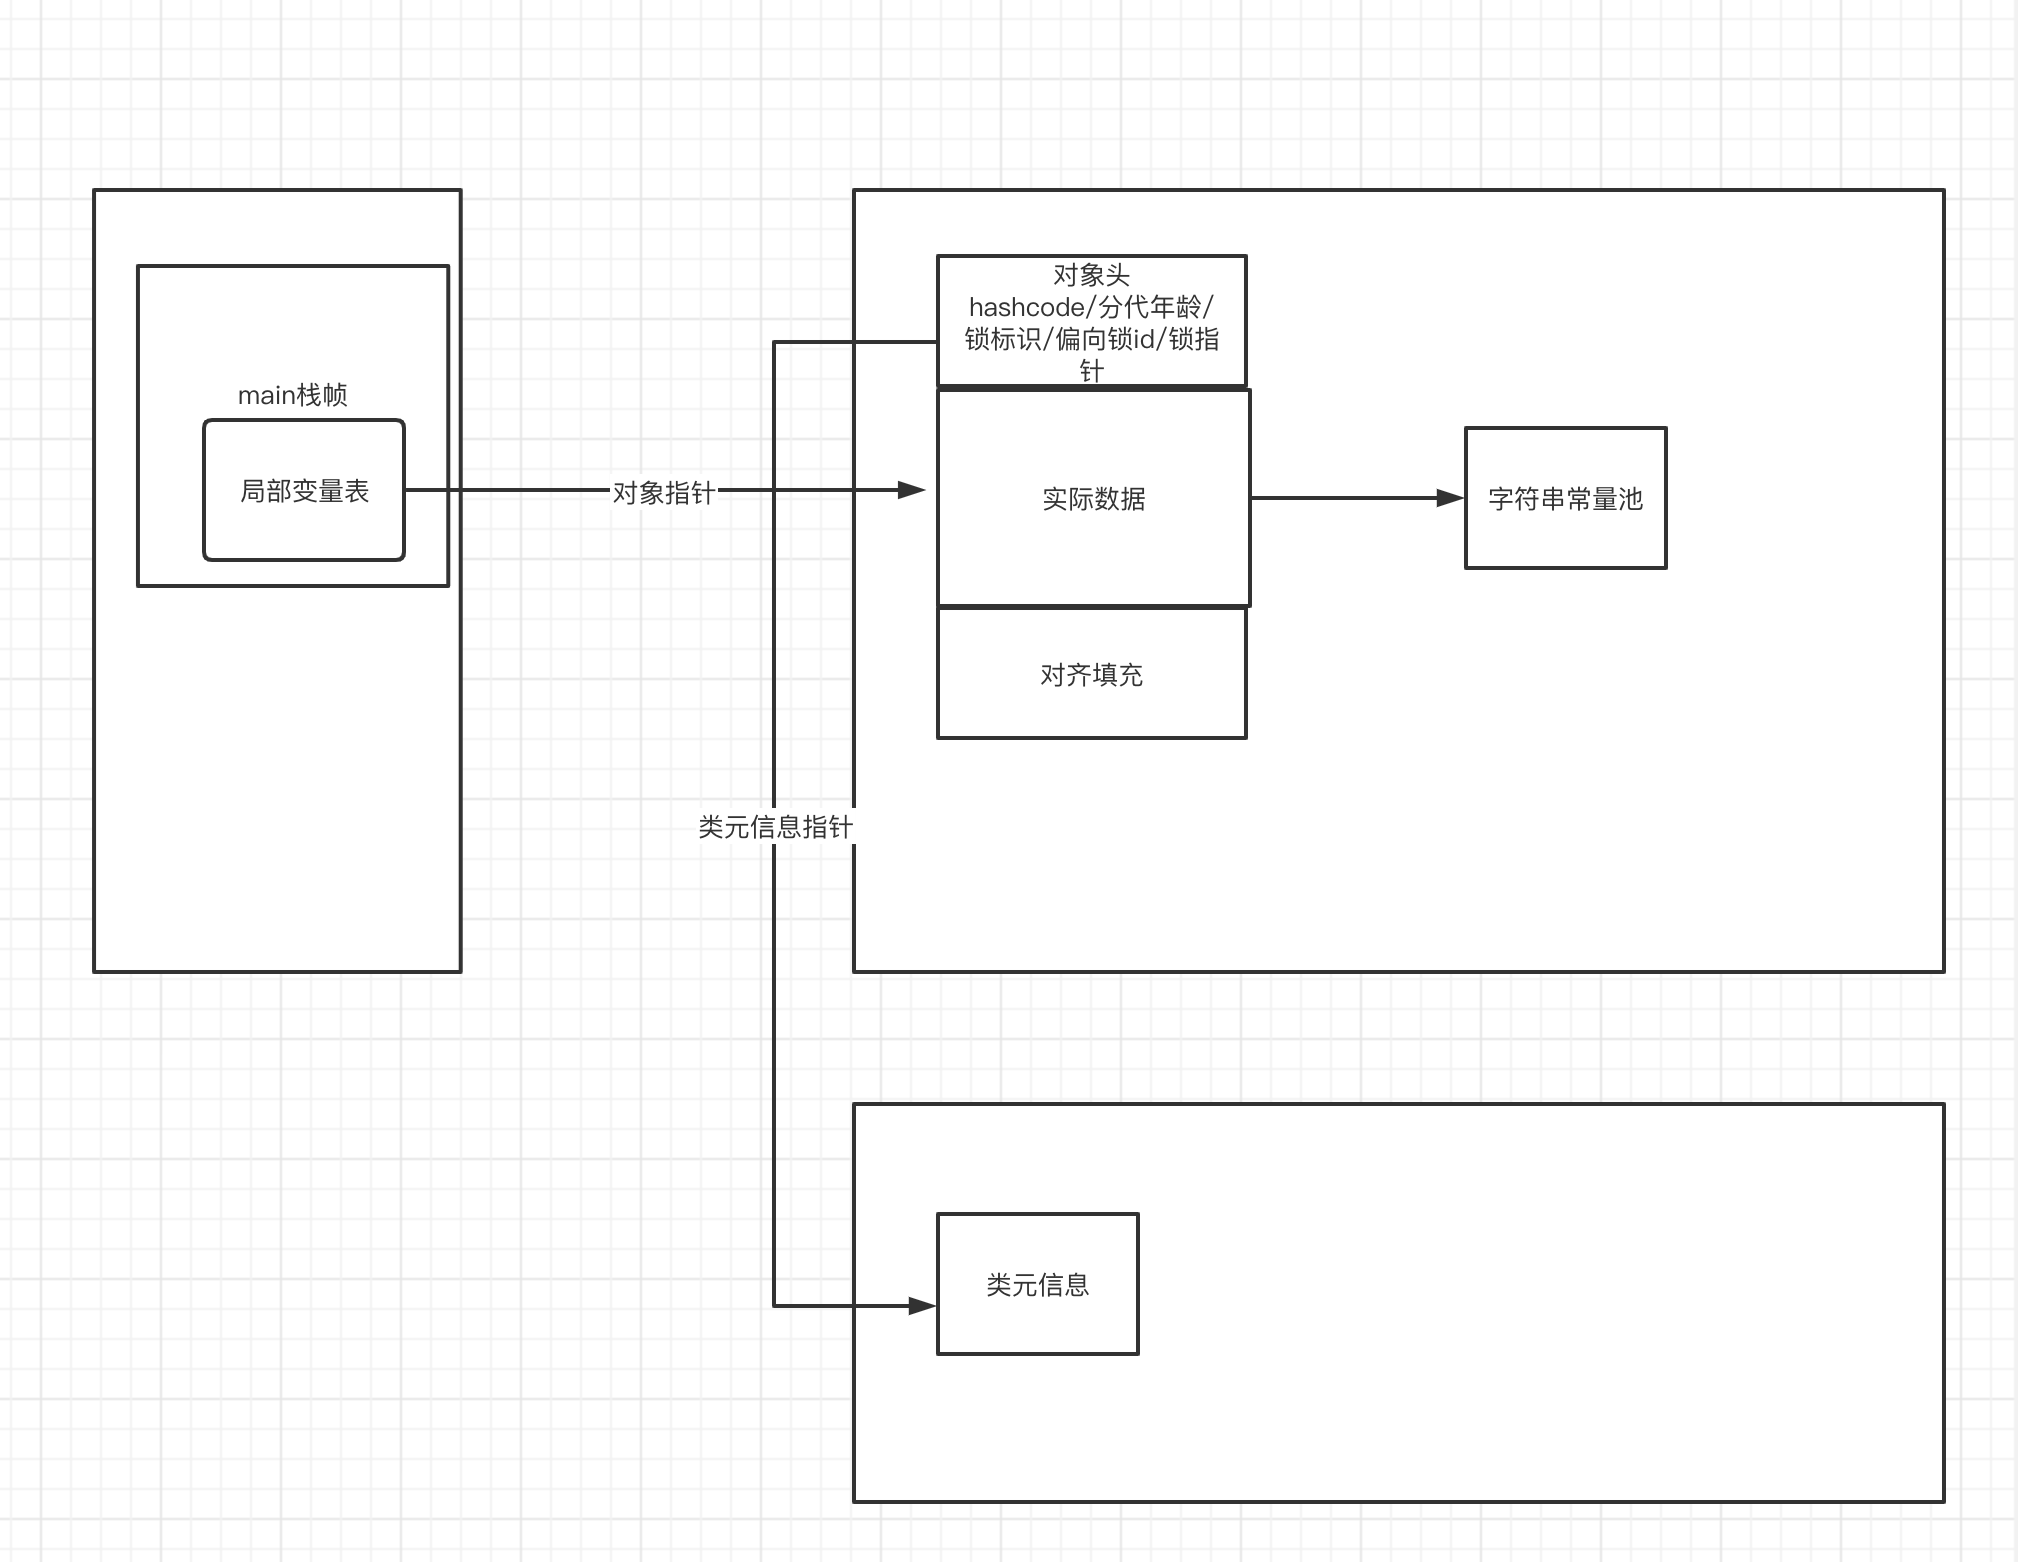 对象头
hashcode/分代年龄/
锁标识/偏向锁id/锁指
针
main栈帧
局部变量表
对象指针
实际数据
字符串常量池
对齐填充
类元信息指针
类元信息